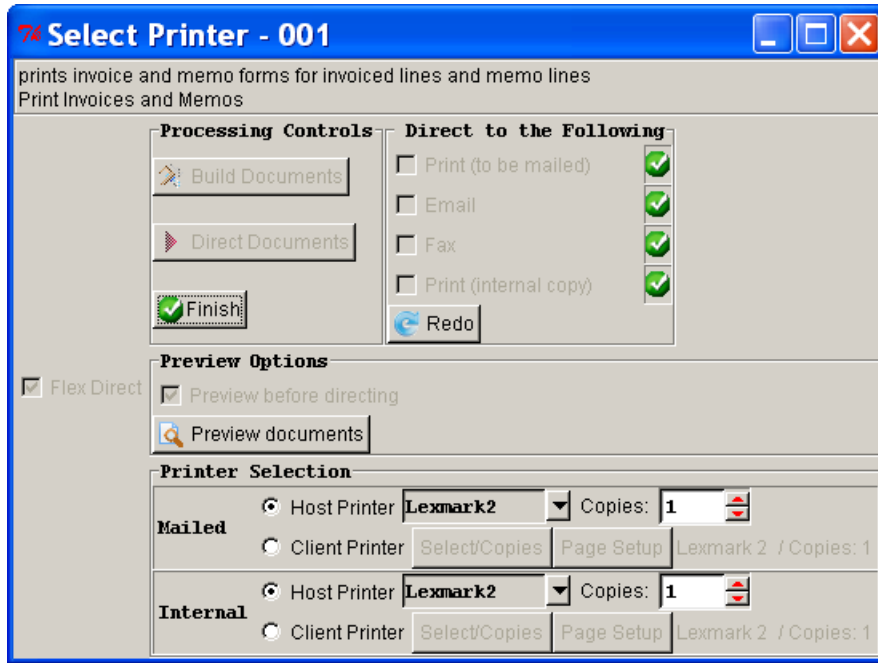 Select Printer - 001
prints invoice and memo forms for invoiced lines and memo lines
Print Invoices and Memos
Processing Controls
Build Documents
Direct Documents
Finish
Direct to the Following
Print (to be mailed)
Email
Fax
Print (internal copy)
Redo
Flex Direct
Preview Options
Preview before directing
Preview documents
Printer Selection
Mailed
Host Printer Lexmark2 Copies: 1
Client Printer Select/Copies Page Setup Lexmark 2 / Copies: 1
Internal
Host Printer Lexmark2 Copies: 1
Client Printer Select/Copies Page Setup Lexmark 2 / Copies: 1